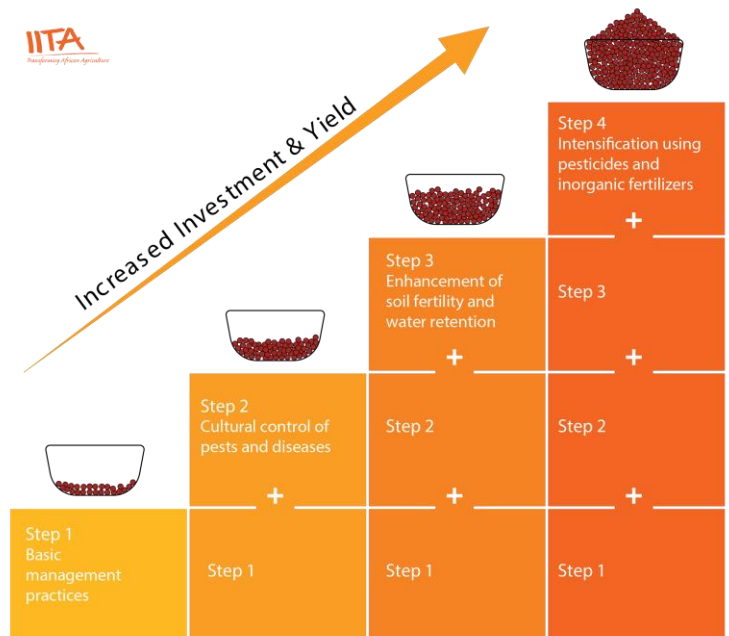 IITA
Transforming African Agriculture
Increased Investment & Yield
Step 4
Intensification using
pesticides and
inorganic fertilizers
+
Step 3
Enhancement of
soil fertility and
water retention
+
Step 3
+
Step 2
Cultural control of
pests and diseases
+
Step 2
+
Step 2
+
Step 1
Basic
management
practices
Step 1
Step 1
Step 1